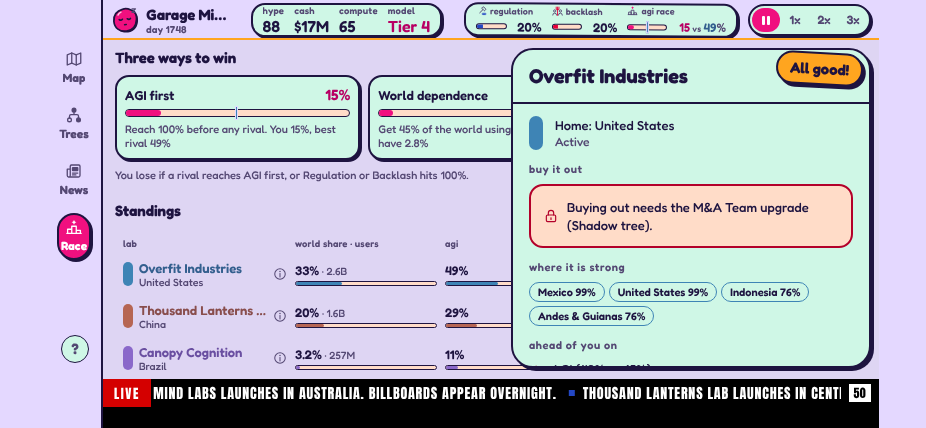 Garage Mi...
day 1748
hype cash compute model
88 $17M 65 Tier 4
regulation backlash agi race
20% 20% 15 vs 49%
1x 2x 3x
Map
Trees
News
Race
?
Three ways to win
AGI first 15%
Reach 100% before any rival. You 15%, best
rival 49%
World dependence
Get 45% of the world using
have 2.8%
You lose if a rival reaches AGI first, or Regulation or Backlash hits 100%.
Standings
lab world share · users agi
Overfit Industries 33% · 2.6B 49%
United States
Thousand Lanterns ... 20% · 1.6B 29%
China
Canopy Cognition 3.2% · 257M 11%
Brazil
Overfit Industries
All good!
Home: United States
Active
buy it out
Buying out needs the M&A Team upgrade
(Shadow tree).
where it is strong
Mexico 99% United States 99% Indonesia 76%
Andes & Guianas 76%
ahead of you on
LIVE MIND LABS LAUNCHES IN AUSTRALIA. BILLBOARDS APPEAR OVERNIGHT. THOUSAND LANTERNS LAB LAUNCHES IN CENT 50